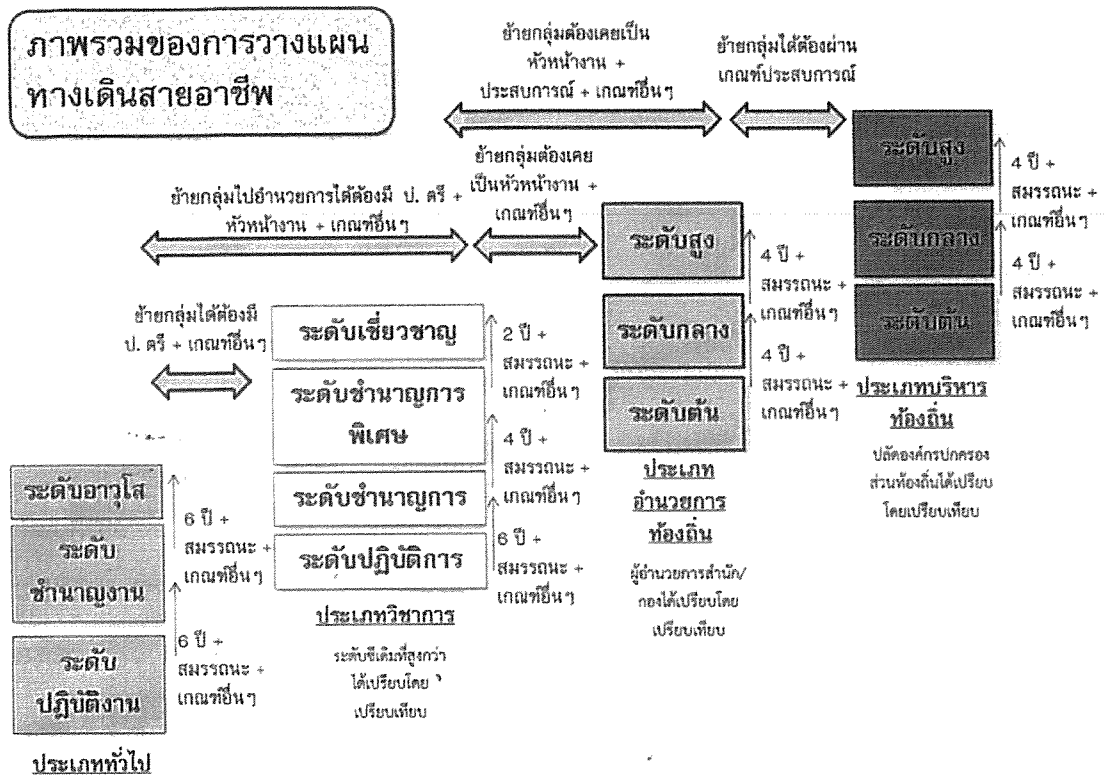 ภาพรวมของการวางแผน
ทางเดินสายอาชีพ
ย้ายกลุ่มต้องเคยเป็น
หัวหน้างาน +
ประสบการณ์ + เกณฑ์อื่นๆ
ย้ายกลุ่มได้ต้องผ่าน
เกณฑ์ประสบการณ์
ย้ายกลุ่มไปอำนวยการได้ต้องมี ป. ตรี +
หัวหน้างาน + เกณฑ์อื่นๆ
ย้ายกลุ่มต้องเคย
เป็นหัวหน้างาน +
เกณฑ์อื่นๆ
ย้ายกลุ่มได้ต้องมี
ป. ตรี + เกณฑ์อื่นๆ
ระดับอาวุโส
6 ปี +
สมรรถนะ +
เกณฑ์อื่นๆ
ระดับ
ชำนาญงาน
6 ปี +
สมรรถนะ +
เกณฑ์อื่นๆ
ระดับ
ปฏิบัติงาน
ประเภททั่วไป
ระดับเชี่ยวชาญ
2 ปี +
สมรรถนะ +
เกณฑ์อื่นๆ
ระดับชำนาญการ
พิเศษ
4 ปี +
สมรรถนะ +
เกณฑ์อื่นๆ
ระดับชำนาญการ
6 ปี +
สมรรถนะ +
เกณฑ์อื่นๆ
ระดับปฏิบัติการ
ประเภทวิชาการ
ระดับซีเดิมที่สูงกว่า
ได้เปรียบโดย
เปรียบเทียบ
ระดับสูง
4 ปี +
สมรรถนะ +
เกณฑ์อื่นๆ
ระดับกลาง
4 ปี +
สมรรถนะ +
เกณฑ์อื่นๆ
ระดับต้น
ประเภท
อำนวยการ
ท้องถิ่น
ผู้อำนวยการสำนัก/
กองได้เปรียบโดย
เปรียบเทียบ
ระดับสูง
4 ปี +
สมรรถนะ +
เกณฑ์อื่นๆ
ระดับกลาง
4 ปี +
สมรรถนะ +
เกณฑ์อื่นๆ
ระดับต้น
ประเภทบริหาร
ท้องถิ่น
ปลัดองค์กรปกครอง
ส่วนท้องถิ่นได้เปรียบ
โดยเปรียบเทียบ